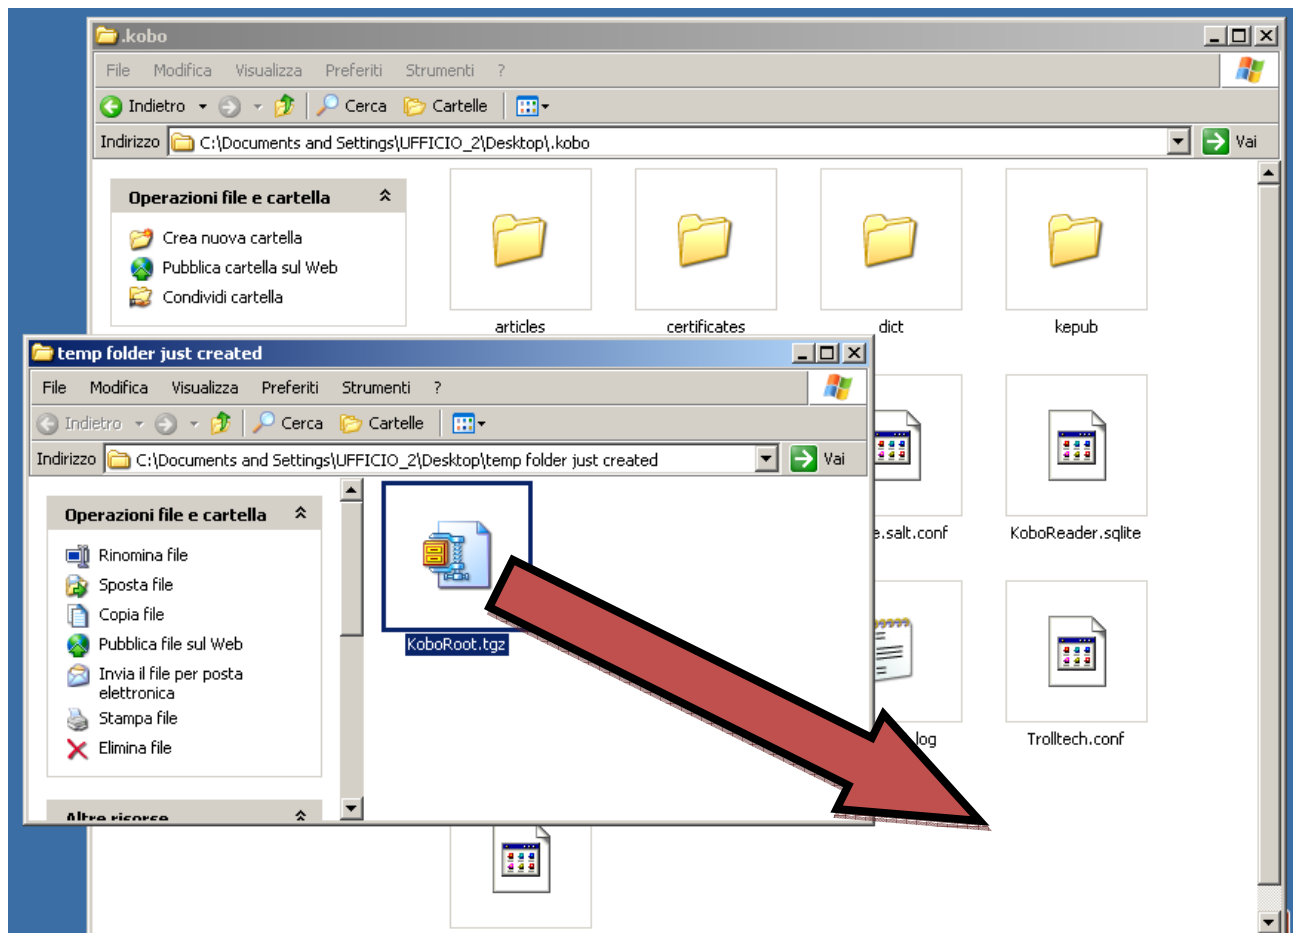 .kobo
File Modifica Visualizza Preferiti Strumenti ?
Indietro Cerca Cartelle
Indirizzo C:\Documents and Settings\UFFICIO_2\Desktop\.kobo Vai
Operazioni file e cartella
Crea nuova cartella
Pubblica cartella sul Web
Condividi cartella
articles certificates dict kepub
temp folder just created
File Modifica Visualizza Preferiti Strumenti ?
Indietro Cerca Cartelle
Indirizzo C:\Documents and Settings\UFFICIO_2\Desktop\temp folder just created Vai
Operazioni file e cartella
Rinomina file
Sposta file
Copia file
Pubblica file sul Web
Invia il file per posta
elettronica
Stampa file
Elimina file
Altre risorse
KoboRoot.tgz
e.salt.conf KoboReader.sqlite
log Trolltech.conf